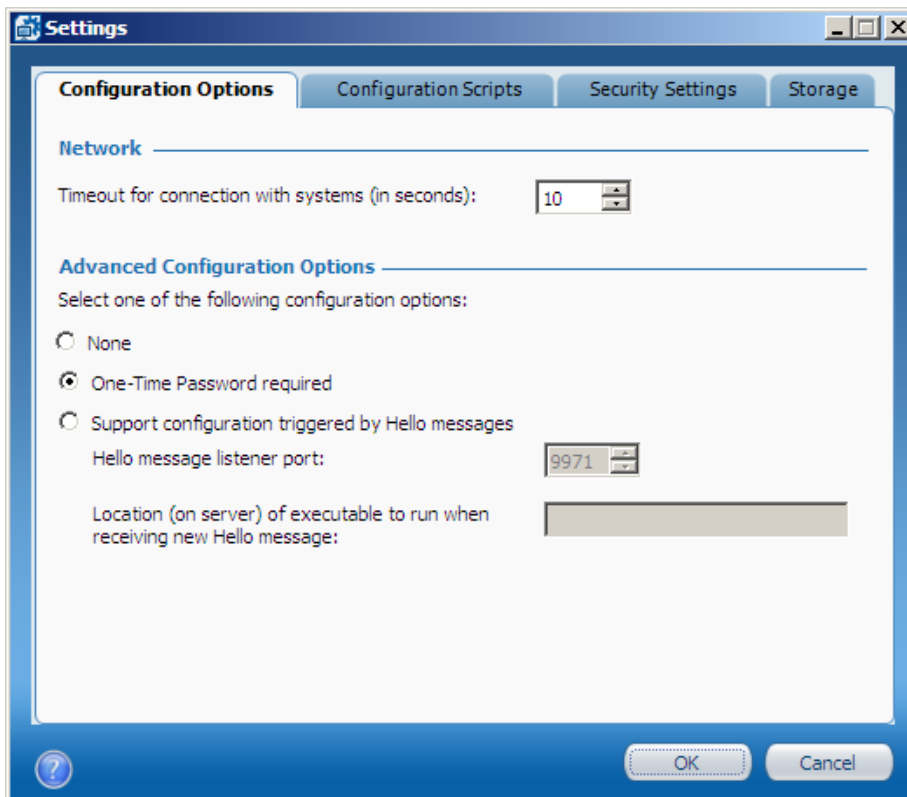 Settings
Configuration Options Configuration Scripts Security Settings Storage
Network
Timeout for connection with systems (in seconds): 10
Advanced Configuration Options
Select one of the following configuration options:
None
One-Time Password required
Support configuration triggered by Hello messages
Hello message listener port: 9971
Location (on server) of executable to run when
receiving new Hello message:
? OK Cancel